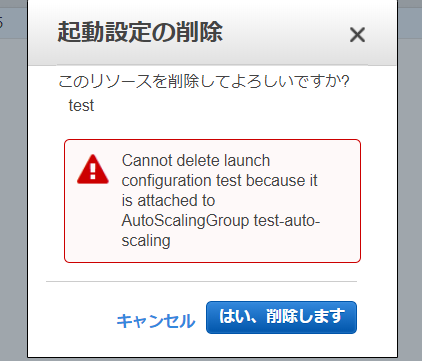 起動設定の削除
このリソースを削除してよろしいですか?
test
Cannot delete launch
configuration test because it
is attached to
AutoScalingGroup test-auto-
scaling
キャンセル
はい、削除します